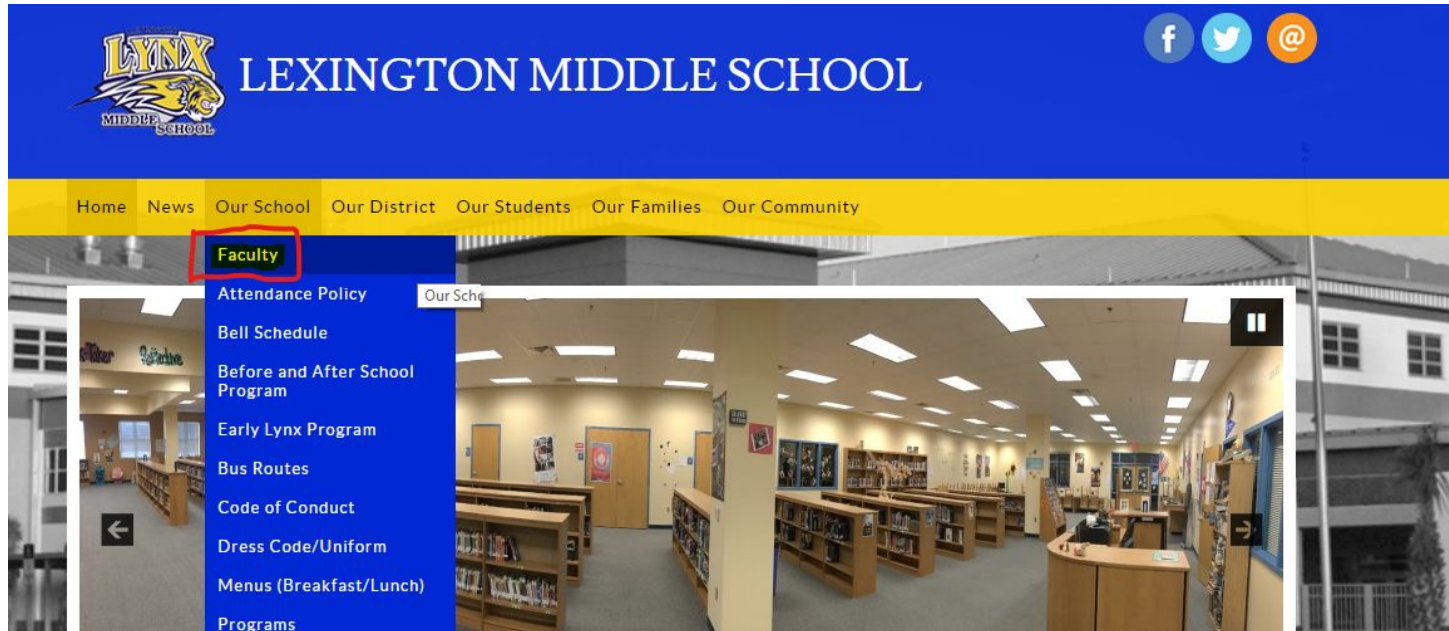 LYNX
MIDDLE
SCHOOL
LEXINGTON MIDDLE SCHOOL
f
@
Home News Our School Our District Our Students Our Families Our Community
Faculty
Attendance Policy
Our Scho
Bell Schedule
Before and After School
Program
Early Lynx Program
Bus Routes
Code of Conduct
Dress Code/Uniform
Menus (Breakfast/Lunch)
Programs
Reflective